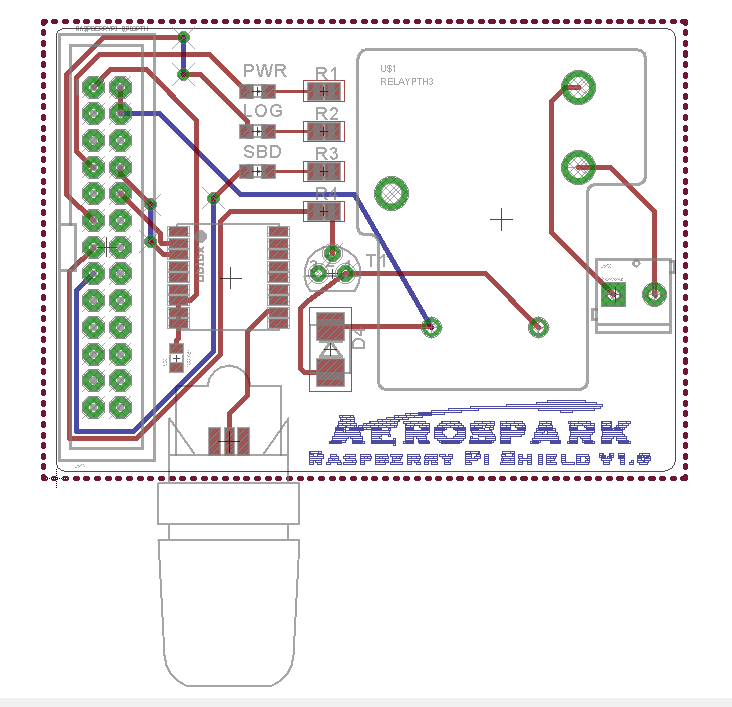 PWR
R1
LOG
R2
SBD
R3
R4
U$1
RELAYPTH3
T1
D4
AEROSPARK
RASPBERRY PI SHIELD V1.0